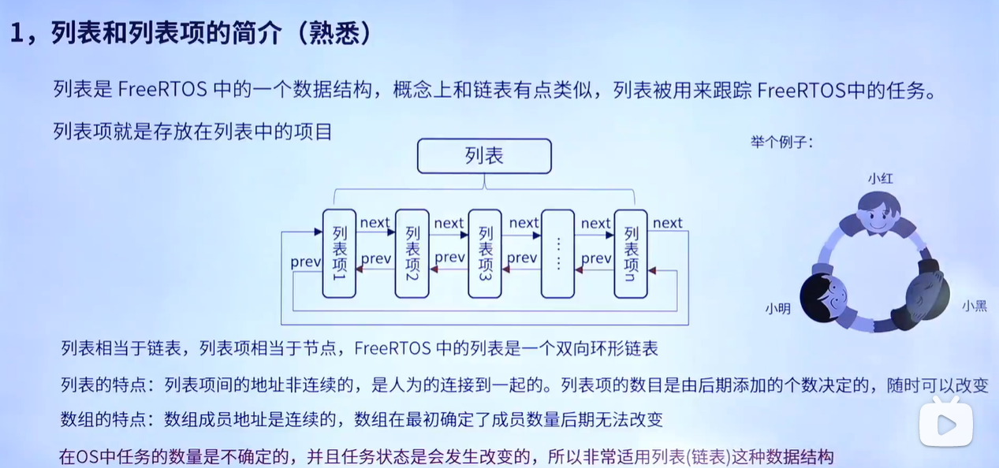 1，列表和列表项的简介（熟悉）
列表是 FreeRTOS 中的一个数据结构，概念上和链表有点类似，列表被用来跟踪 FreeRTOS中的任务。
列表项就是存放在列表中的项目
举个例子：
列表
小红
next next next next next
列表项1 列表项2 列表项3 …… 列表项n
prev prev prev prev prev
小明
小黑
列表相当于链表，列表项相当于节点，FreeRTOS 中的列表是一个双向环形链表
列表的特点：列表项间的地址非连续的，是人为的连接到一起的。列表项的数目是由后期添加的个数决定的，随时可以改变
数组的特点：数组成员地址是连续的，数组在最初确定了成员数量后期无法改变
在OS中任务的数量是不确定的，并且任务状态是会发生改变的，所以非常适用列表(链表)这种数据结构